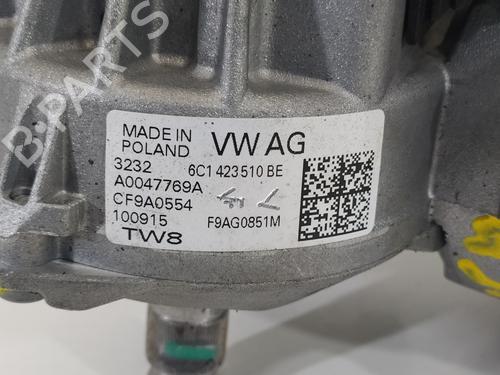 B-PARTS
MADE IN POLAND VW AG
3232 6C1 423 510 BE
A0047769A
CF9A0554
100915 F9AG0851M
TW8